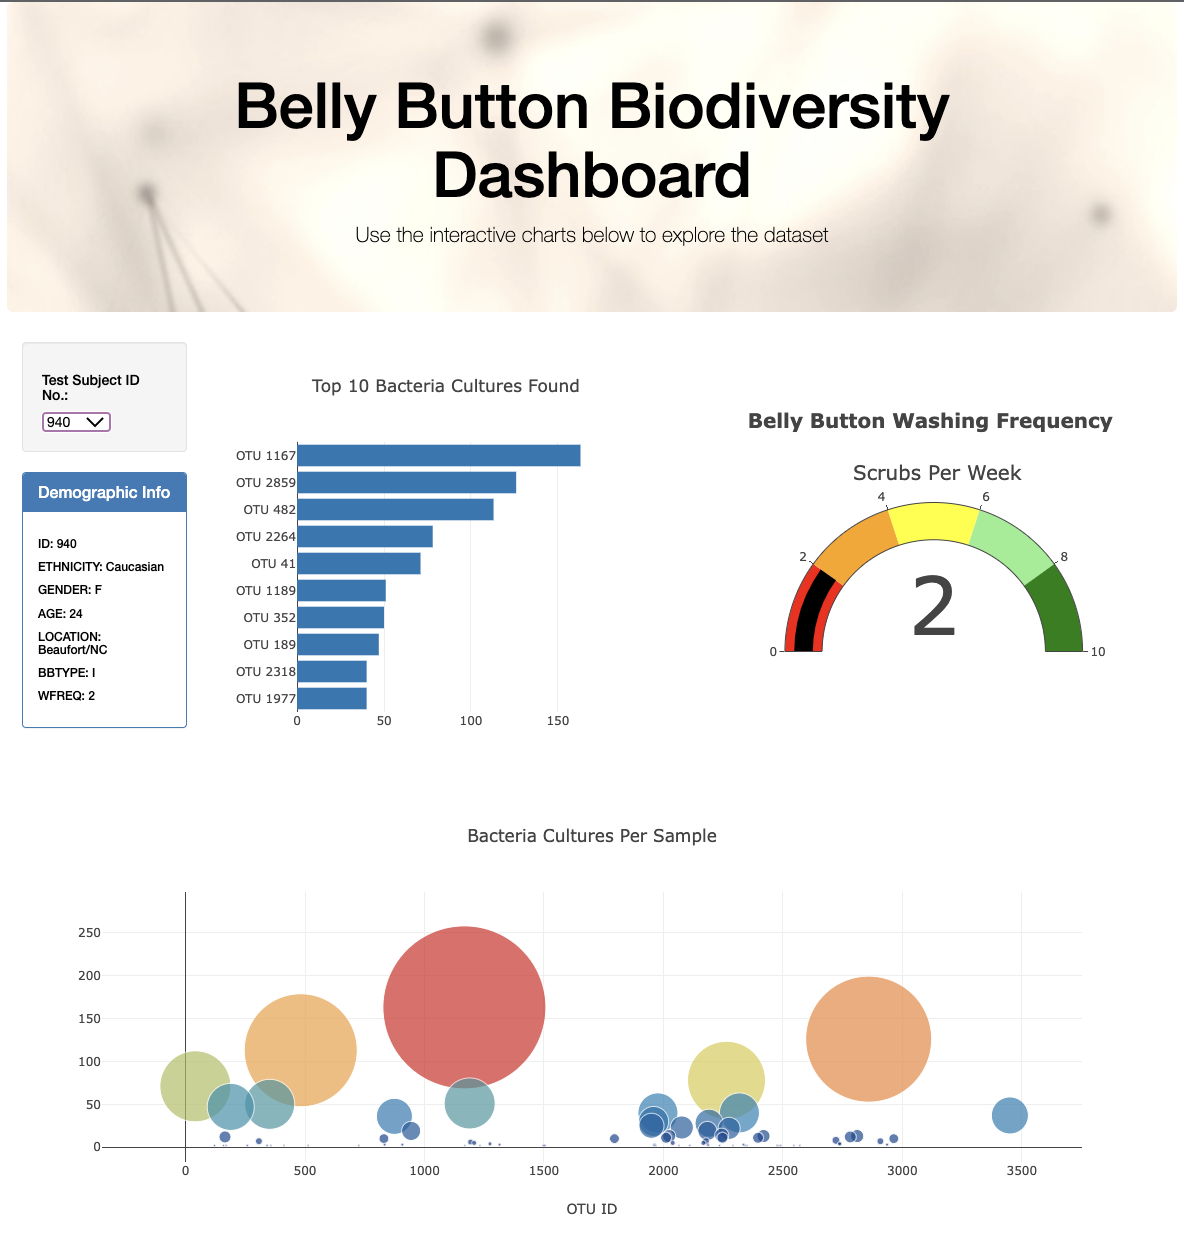 Belly Button Biodiversity
Dashboard
Use the interactive charts below to explore the dataset
Test Subject ID
No.:
940
Demographic Info
ID: 940
ETHNICITY: Caucasian
GENDER: F
AGE: 24
LOCATION:
Beaufort/NC
BBTYPE: I
WFREQ: 2
Top 10 Bacteria Cultures Found
OTU 1167
OTU 2859
OTU 482
OTU 2264
OTU 41
OTU 1189
OTU 352
OTU 189
OTU 2318
OTU 1977
0 50 100 150
Belly Button Washing Frequency
Scrubs Per Week
4 6
2 8
2
0 10
Bacteria Cultures Per Sample
250
200
150
100
50
0
0 500 1000 1500 2000 2500 3000 3500
OTU ID